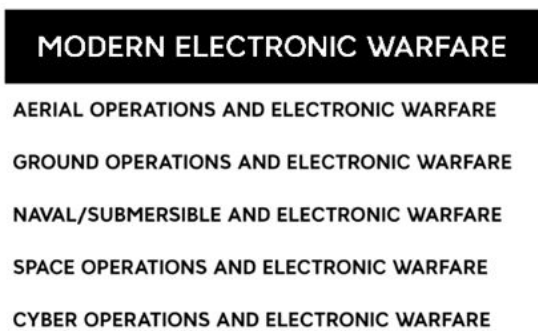 MODERN ELECTRONIC WARFARE
AERIAL OPERATIONS AND ELECTRONIC WARFARE
GROUND OPERATIONS AND ELECTRONIC WARFARE
NAVAL/SUBMERSIBLE AND ELECTRONIC WARFARE
SPACE OPERATIONS AND ELECTRONIC WARFARE
CYBER OPERATIONS AND ELECTRONIC WARFARE